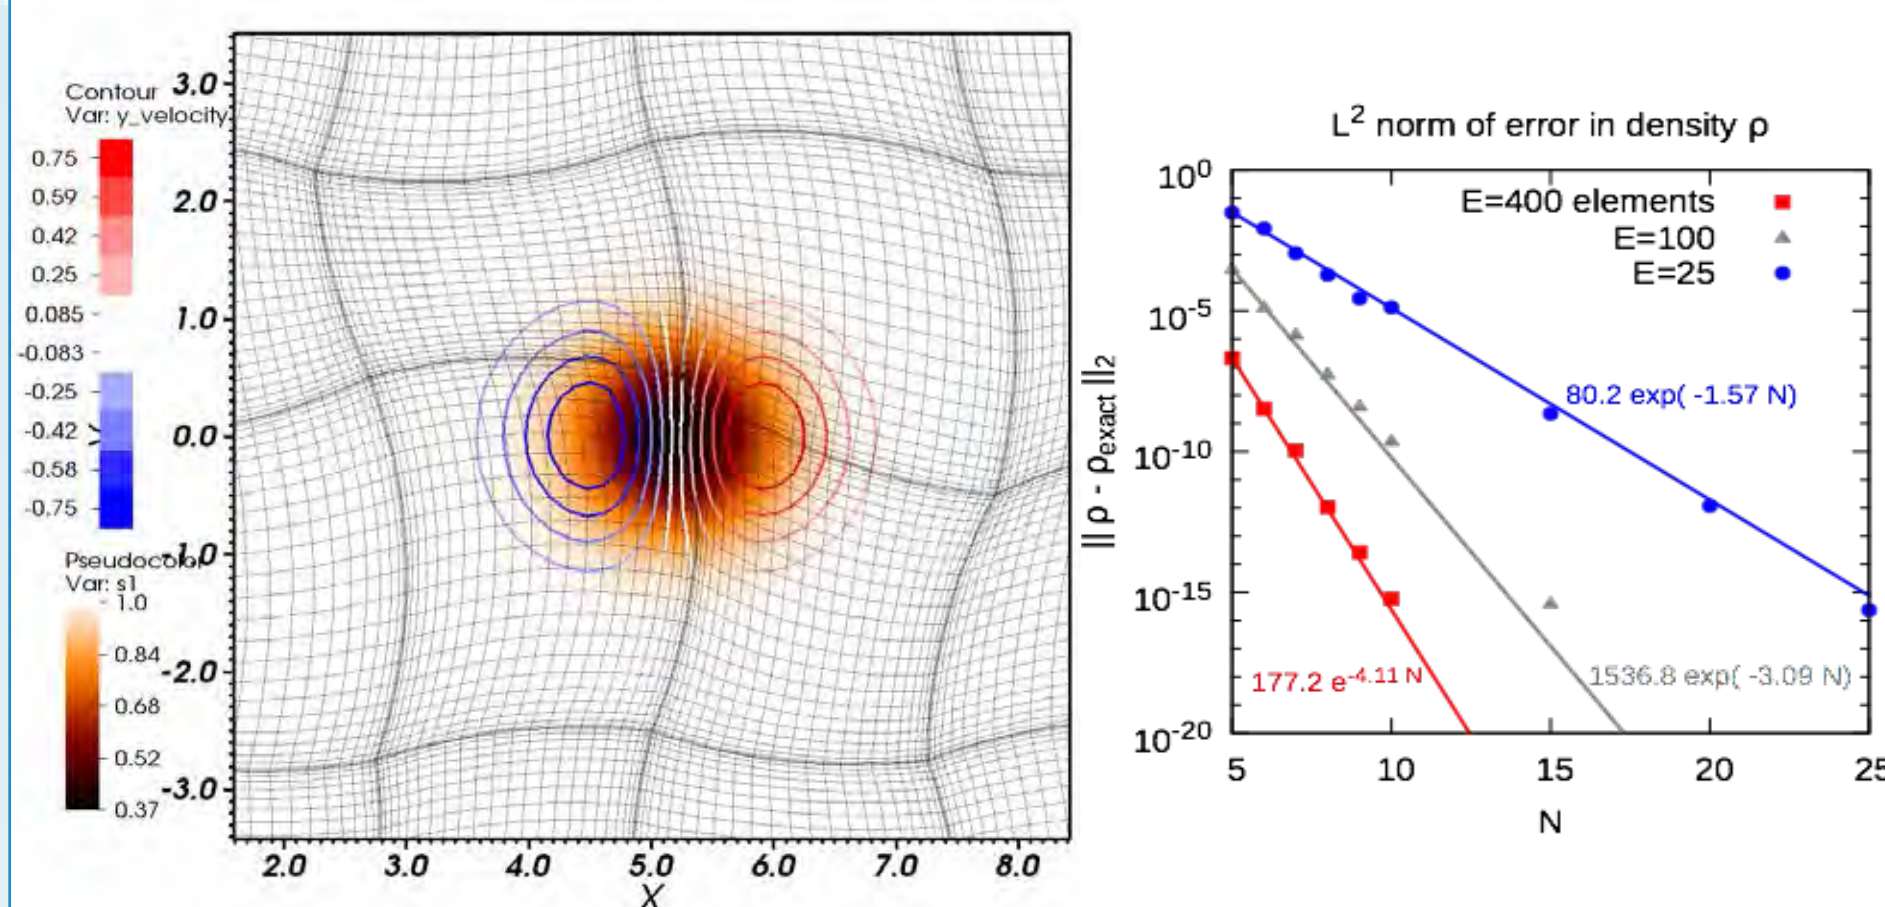 Contour
Var: y_velocity
0.75
0.59
0.42
0.25
0.085
-0.083
-0.25
-0.42
-0.58
-0.75
Pseudocolor
Var: s1
1.0
0.84
0.68
0.52
0.37
3.0
2.0
1.0
0.0
-1.0
-2.0
-3.0
2.0 3.0 4.0 5.0 6.0 7.0 8.0
X
L² norm of error in density ρ
|| ρ - ρexact ||₂
10⁰
10⁻⁵
10⁻¹⁰
10⁻¹⁵
10⁻²⁰
E=400 elements
E=100
E=25
80.2 exp( -1.57 N)
177.2 e^-4.11 N
1536.8 exp( -3.09 N)
5 10 15 20 25
N